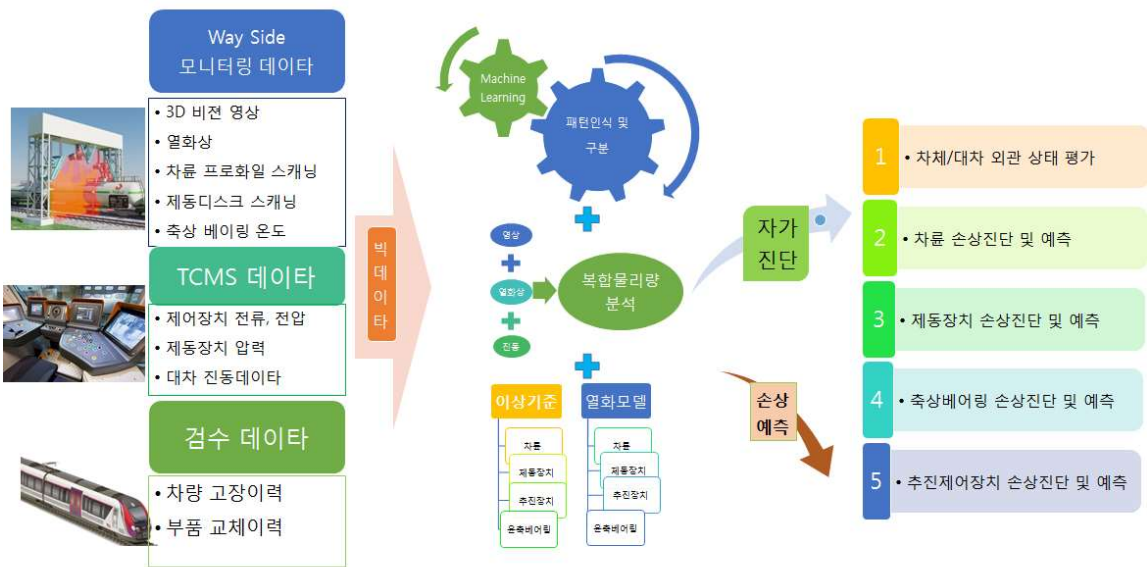 Way Side
모니터링 데이타
• 3D 비젼 영상
• 열화상
• 차륜 프로화일 스캐닝
• 제동디스크 스캐닝
• 축상 베이링 온도
TCMS 데이타
• 제어장치 전류, 전압
• 제동장치 압력
• 대차 진동데이타
검수 데이타
• 차량 고장이력
• 부품 교체이력
빅
데
이
타
Machine
Learning
패턴인식 및
구분
영상
열화상
진동
복합물리량
분석
이상기준
차륜
제동장치
추진장치
윤축베어링
열화모델
차륜
제동장치
추진장치
윤축베어링
자가
진단
손상
예측
1
• 차체/대차 외관 상태 평가
2
• 차륜 손상진단 및 예측
3
• 제동장치 손상진단 및 예측
4
• 축상베어링 손상진단 및 예측
5
• 추진제어장치 손상진단 및 예측